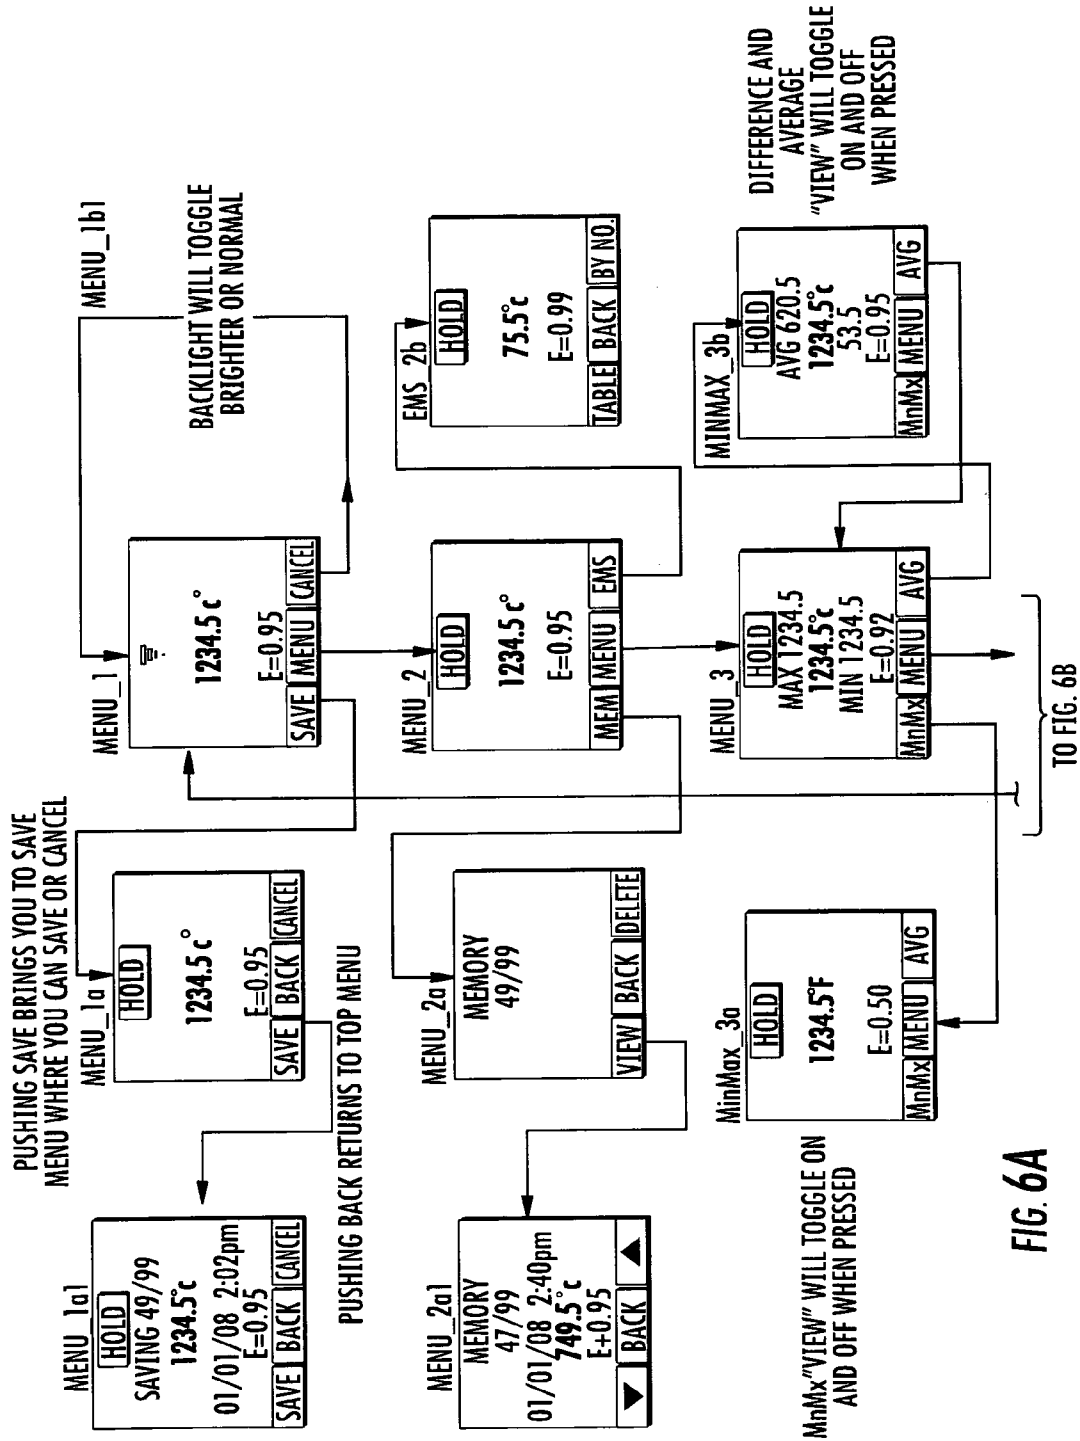 PUSHING SAVE BRINGS YOU TO SAVE
MENU WHERE YOU CAN SAVE OR CANCEL
MENU_1a1
HOLD
SAVING 49/99
1234.5°c
01/01/08 2:02pm
E=0.95
SAVE BACK CANCEL
MENU_1a
HOLD
1234.5 c°
E=0.95
SAVE BACK CANCEL
PUSHING BACK RETURNS TO TOP MENU
MENU_1
1234.5 c°
E=0.95
SAVE MENU CANCEL
MENU_1b1
BACKLIGHT WILL TOGGLE
BRIGHTER OR NORMAL
MENU_2a1
MEMORY
47/99
01/01/08 2:40pm
749.5°c
E+0.95
▼ BACK ▲
MENU_2a
MEMORY
49/99
VIEW BACK DELETE
MENU_2
HOLD
1234.5 c°
E=0.95
MEM MENU EMS
EMS_2b
HOLD
75.5°c
E=0.99
TABLE BACK BY NO.
MnMx"VIEW" WILL TOGGLE ON
AND OFF WHEN PRESSED
MinMax_3a
HOLD
1234.5°F
E=0.50
MnMx MENU AVG
MENU_3
HOLD
MAX 1234.5
1234.5°c
MIN 1234.5
E=0.92
MnMx MENU AVG
MINMAX_3b
HOLD
AVG 620.5
1234.5°c
53.5
E=0.95
MnMx MENU AVG
DIFFERENCE AND
AVERAGE
"VIEW" WILL TOGGLE
ON AND OFF
WHEN PRESSED
TO FIG. 6B
FIG. 6A